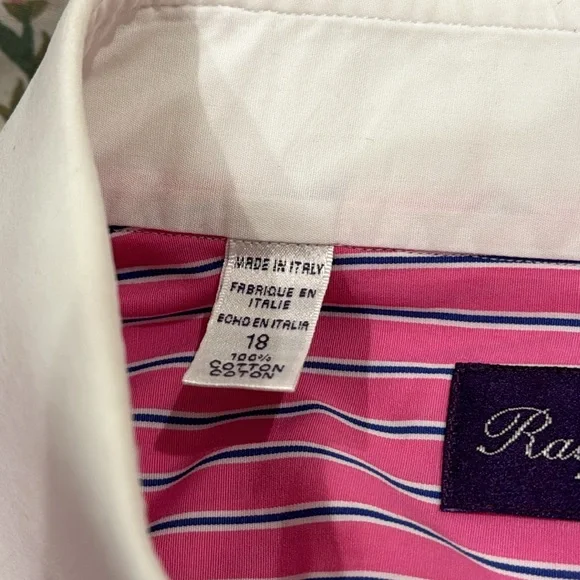 MADE IN ITALY
FABRIQUE EN
ITALIE
ECHO EN ITALIA
18
100%
COTTON
COTON